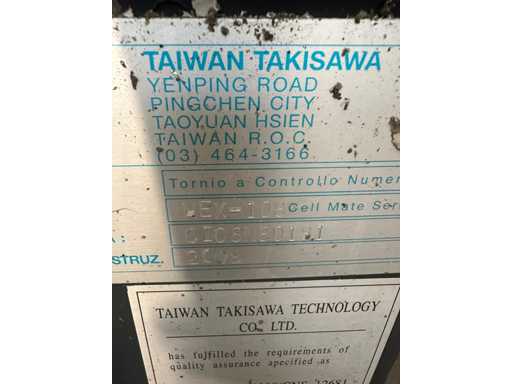 TAIWAN TAKISAWA
YENPING ROAD
PINGCHEN CITY
TAOYUAN HSIEN
TAIWAN R.O.C.
(03) 464-3166
Tornio a Controllo Numer
Cell Mate Ser
A:
STRUZ.
TAIWAN TAKISAWA TECHNOLOGY
CO., LTD.
has fulfilled the requirements of
quality assurance apecified as